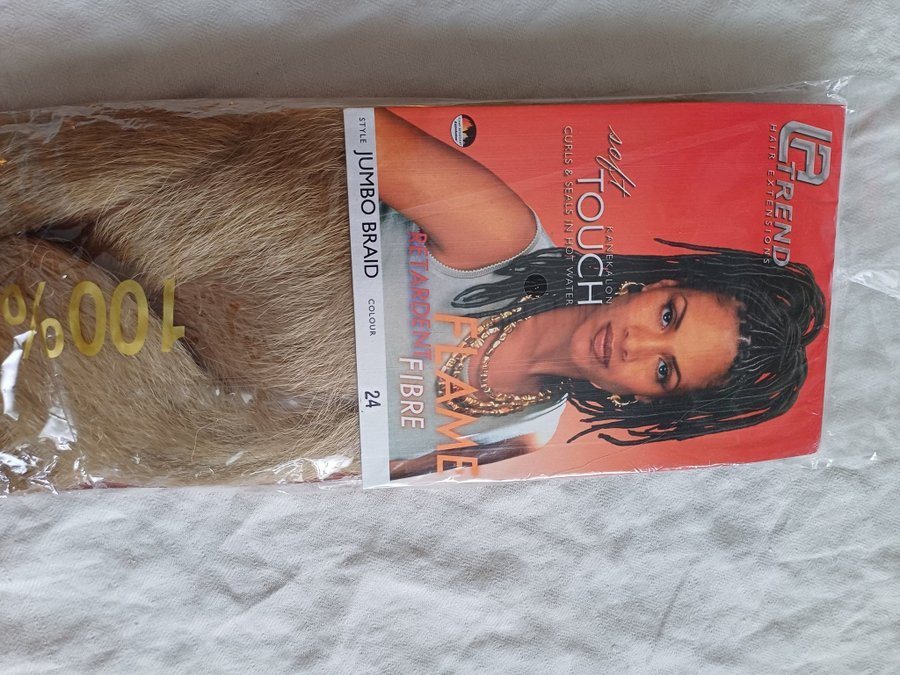 TREND
HAIR EXTENSIONS
soft
TOUCH
KANEKALON
CURLS & SEALS IN HOT WATER
FLAME
RETARDENT FIBRE
STYLE JUMBO BRAID COLOUR 24
100%